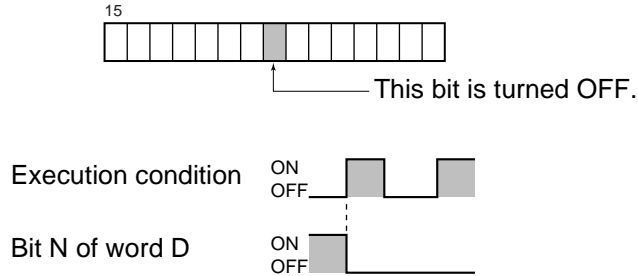 15
This bit is turned OFF.
Execution condition
ON
OFF
Bit N of word D
ON
OFF